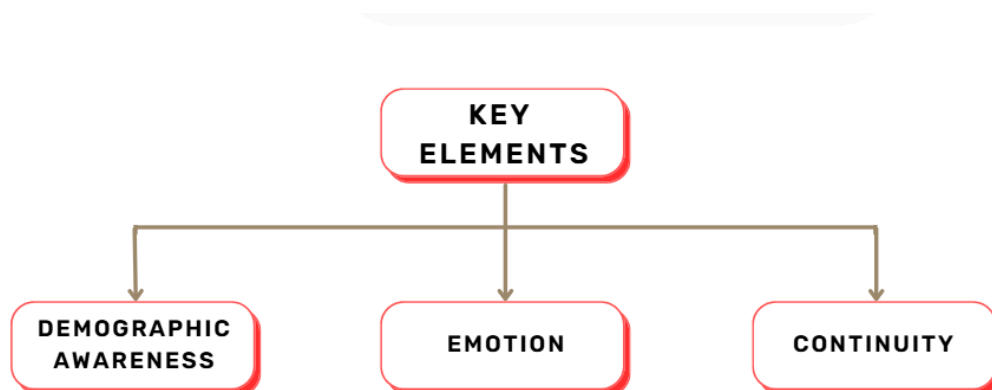 KEY
ELEMENTS
DEMOGRAPHIC
AWARENESS
EMOTION
CONTINUITY